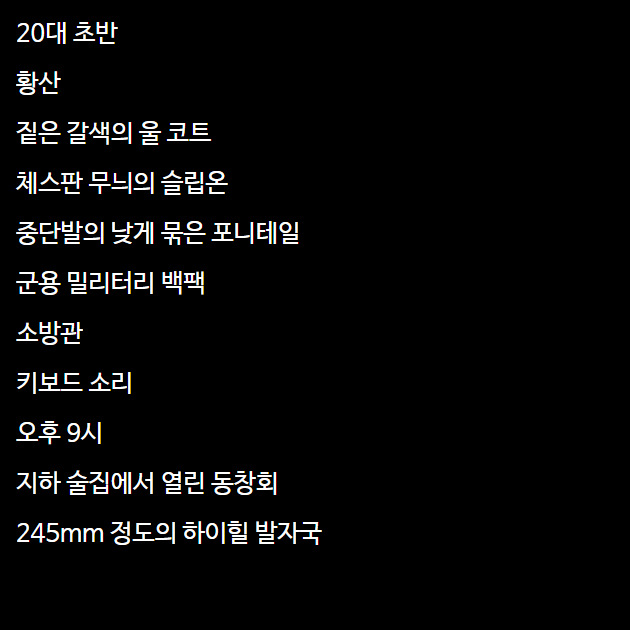 20대 초반
황산
짙은 갈색의 울 코트
체스판 무늬의 슬립온
중단발의 낮게 묶은 포니테일
군용 밀리터리 백팩
소방관
키보드 소리
오후 9시
지하 술집에서 열린 동창회
245mm 정도의 하이힐 발자국